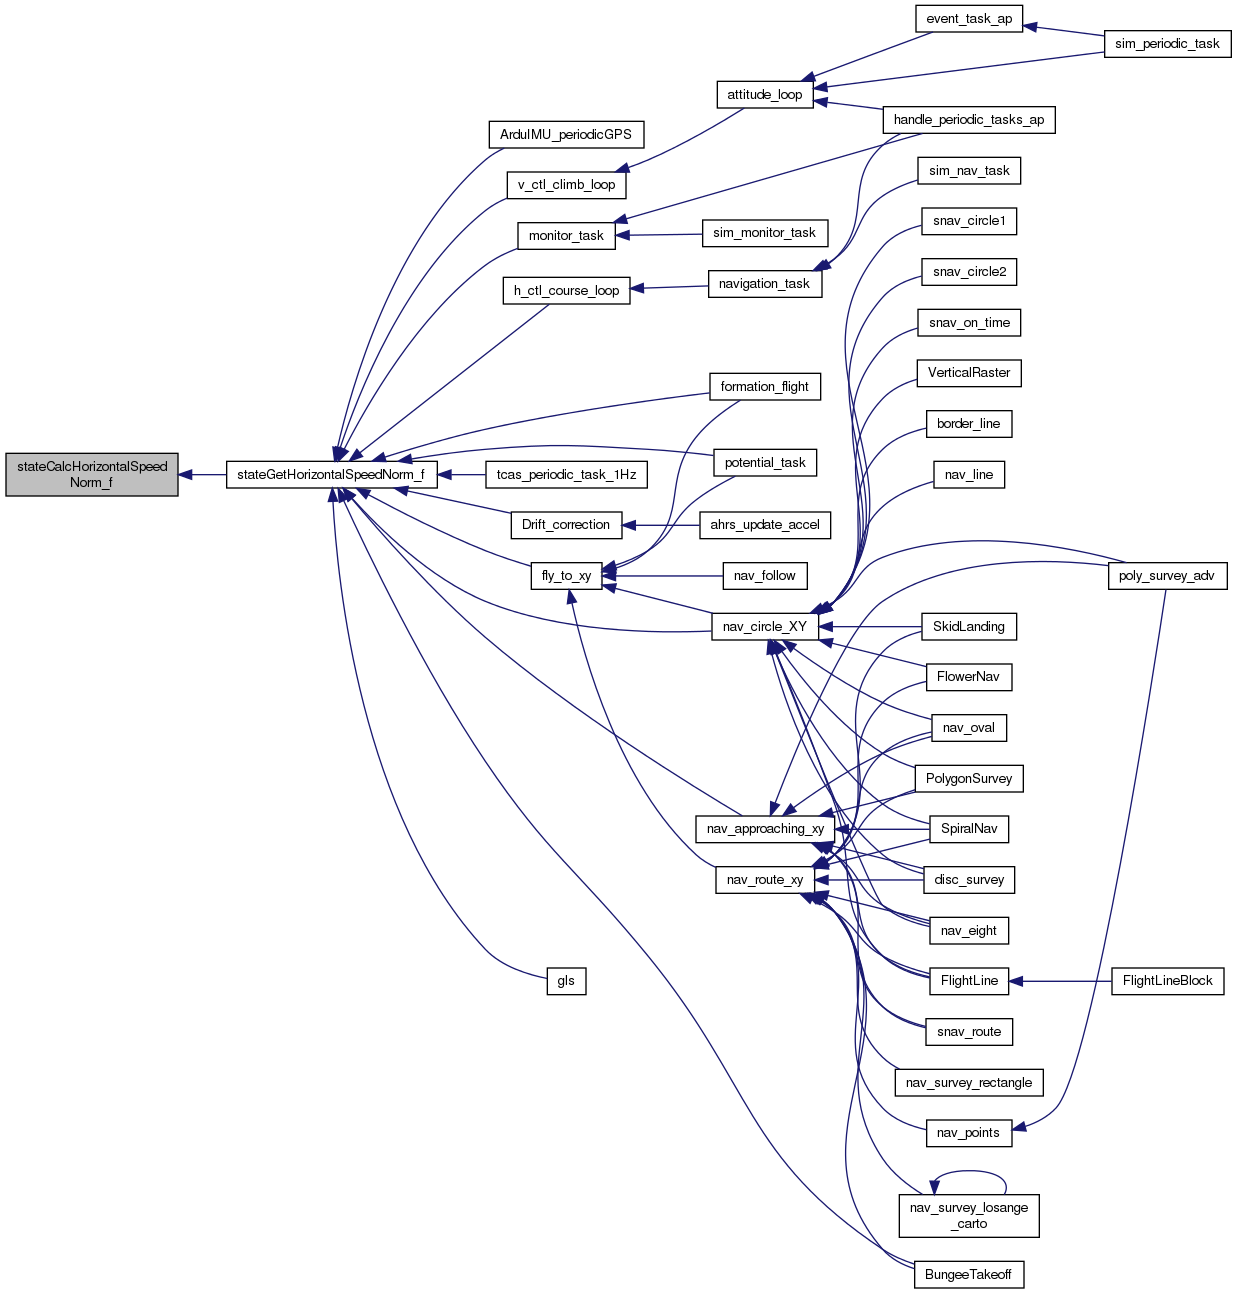 event_task_ap
sim_periodic_task
attitude_loop
handle_periodic_tasks_ap
ArduIMU_periodicGPS
sim_nav_task
v_ctl_climb_loop
snav_circle1
monitor_task
sim_monitor_task
snav_circle2
h_ctl_course_loop
navigation_task
snav_on_time
VerticalRaster
formation_flight
border_line
stateCalcHorizontalSpeed
Norm_f
stateGetHorizontalSpeedNorm_f
potential_task
tcas_periodic_task_1Hz
nav_line
Drift_correction
ahrs_update_accel
fly_to_xy
nav_follow
poly_survey_adv
nav_circle_XY
SkidLanding
FlowerNav
nav_oval
PolygonSurvey
nav_approaching_xy
SpiralNav
nav_route_xy
disc_survey
nav_eight
gls
FlightLine
FlightLineBlock
snav_route
nav_survey_rectangle
nav_points
nav_survey_losange
_carto
BungeeTakeoff